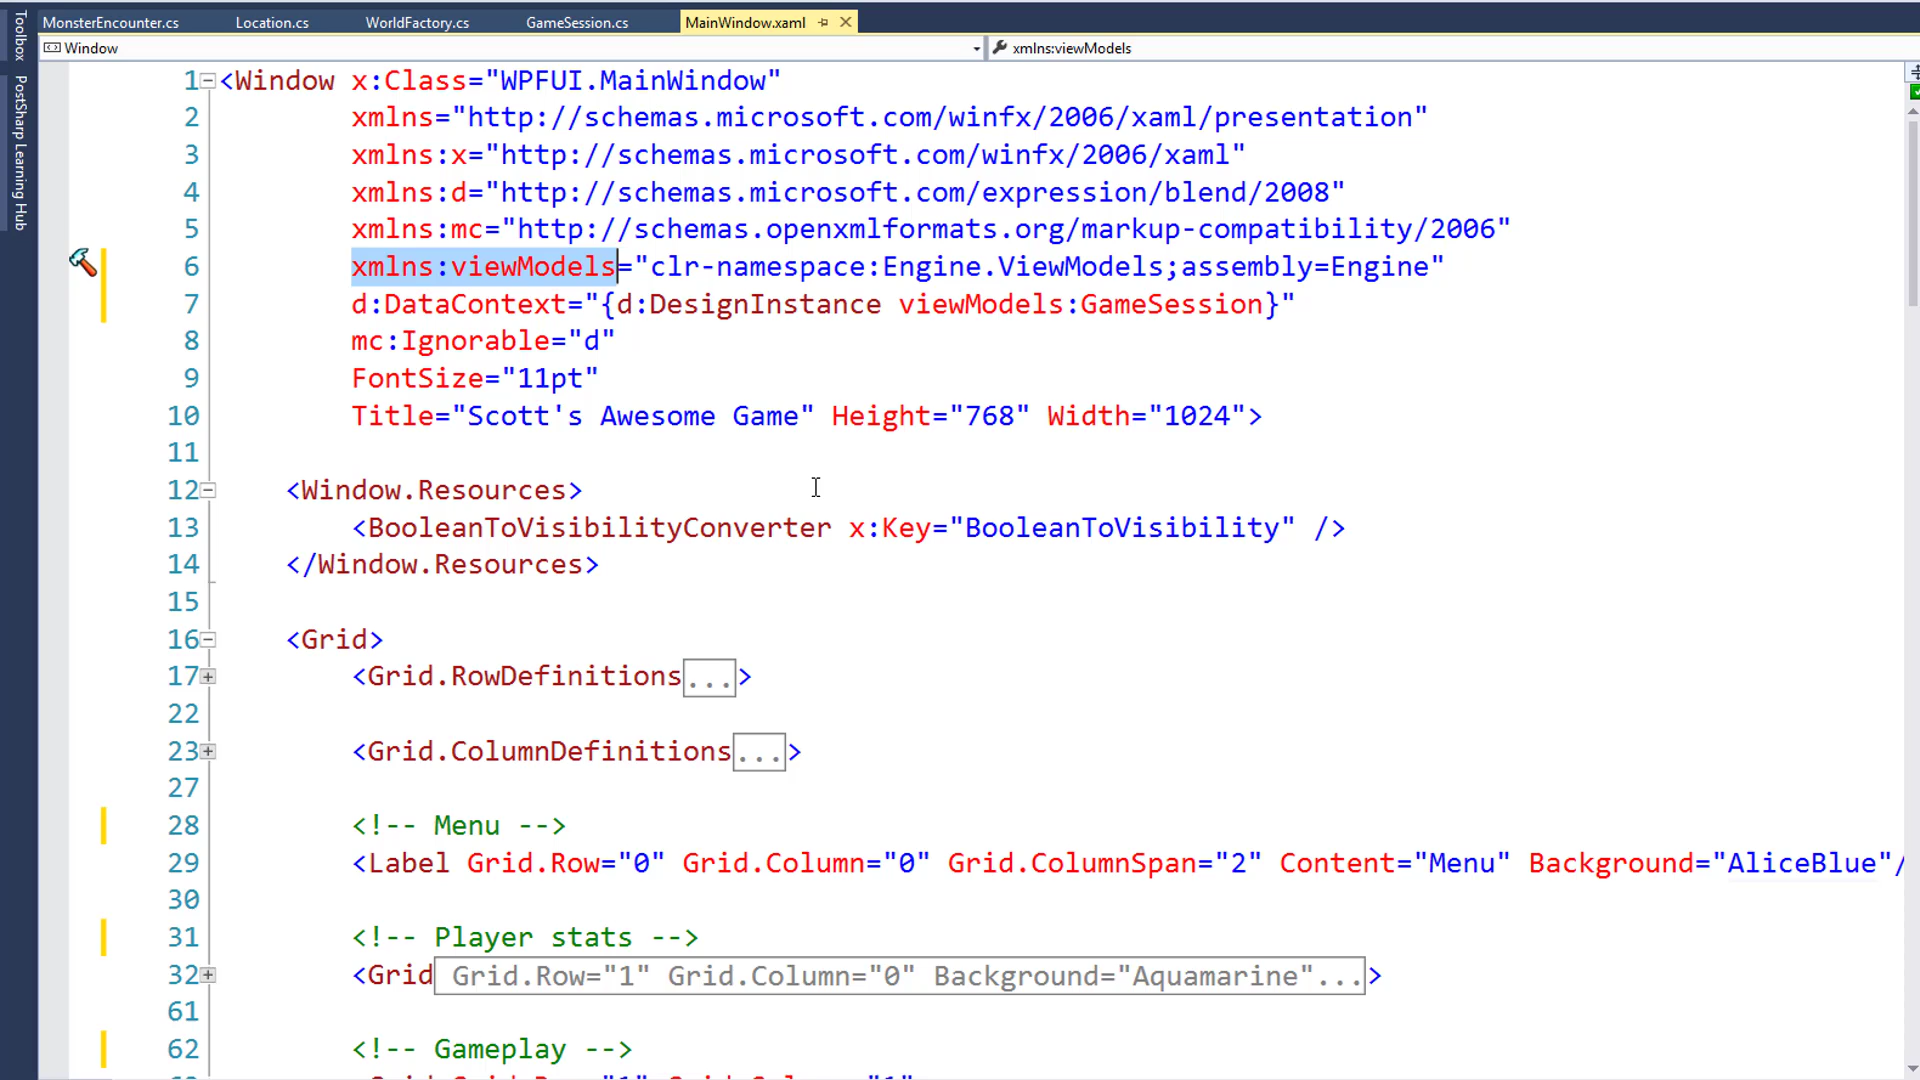 MonsterEncounter.cs Location.cs WorldFactory.cs GameSession.cs MainWindow.xaml
Window xmlns:viewModels
Toolbox
PostSharp Learning Hub
1 <Window x:Class="WPFUI.MainWindow"
2 xmlns="http://schemas.microsoft.com/winfx/2006/xaml/presentation"
3 xmlns:x="http://schemas.microsoft.com/winfx/2006/xaml"
4 xmlns:d="http://schemas.microsoft.com/expression/blend/2008"
5 xmlns:mc="http://schemas.openxmlformats.org/markup-compatibility/2006"
6 xmlns:viewModels="clr-namespace:Engine.ViewModels;assembly=Engine"
7 d:DataContext="{d:DesignInstance viewModels:GameSession}"
8 mc:Ignorable="d"
9 FontSize="11pt"
10 Title="Scott's Awesome Game" Height="768" Width="1024">
11
12 <Window.Resources>
13 <BooleanToVisibilityConverter x:Key="BooleanToVisibility" />
14 </Window.Resources>
15
16 <Grid>
17 <Grid.RowDefinitions...>
22
23 <Grid.ColumnDefinitions...>
27
28 <!-- Menu -->
29 <Label Grid.Row="0" Grid.Column="0" Grid.ColumnSpan="2" Content="Menu" Background="AliceBlue"/
30
31 <!-- Player stats -->
32 <Grid Grid.Row="1" Grid.Column="0" Background="Aquamarine"...>
61
62 <!-- Gameplay -->